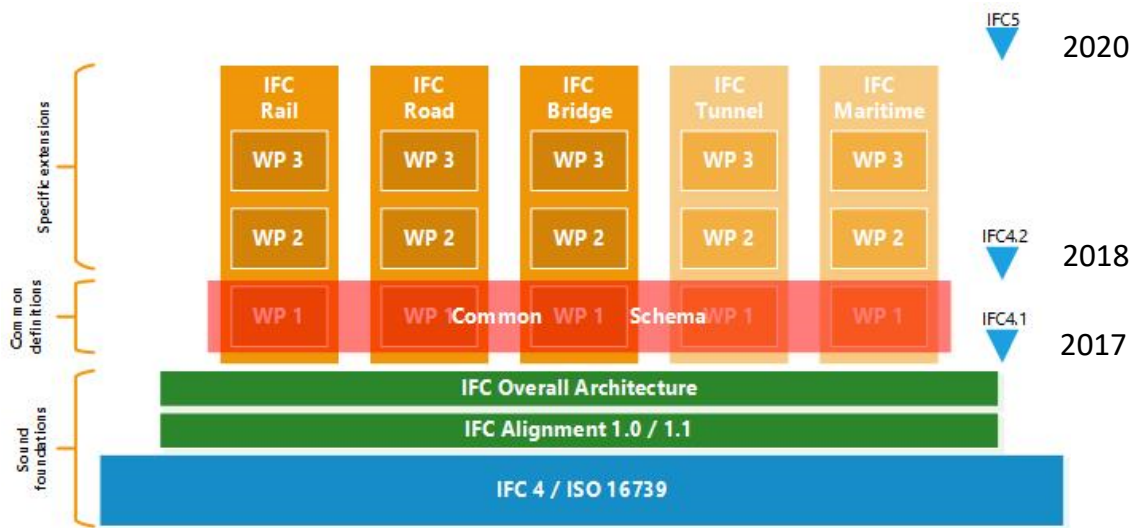 IFC5
2020
Specific extensions
IFC
Rail
IFC
Road
IFC
Bridge
IFC
Tunnel
IFC
Maritime
WP 3
WP 3
WP 3
WP 3
WP 3
WP 2
WP 2
WP 2
WP 2
WP 2
IFC4.2
2018
Common
definitions
WP 1
WP 1
WP 1
WP 1
WP 1
Common Schema
IFC4.1
2017
Sound
foundations
IFC Overall Architecture
IFC Alignment 1.0 / 1.1
IFC 4 / ISO 16739